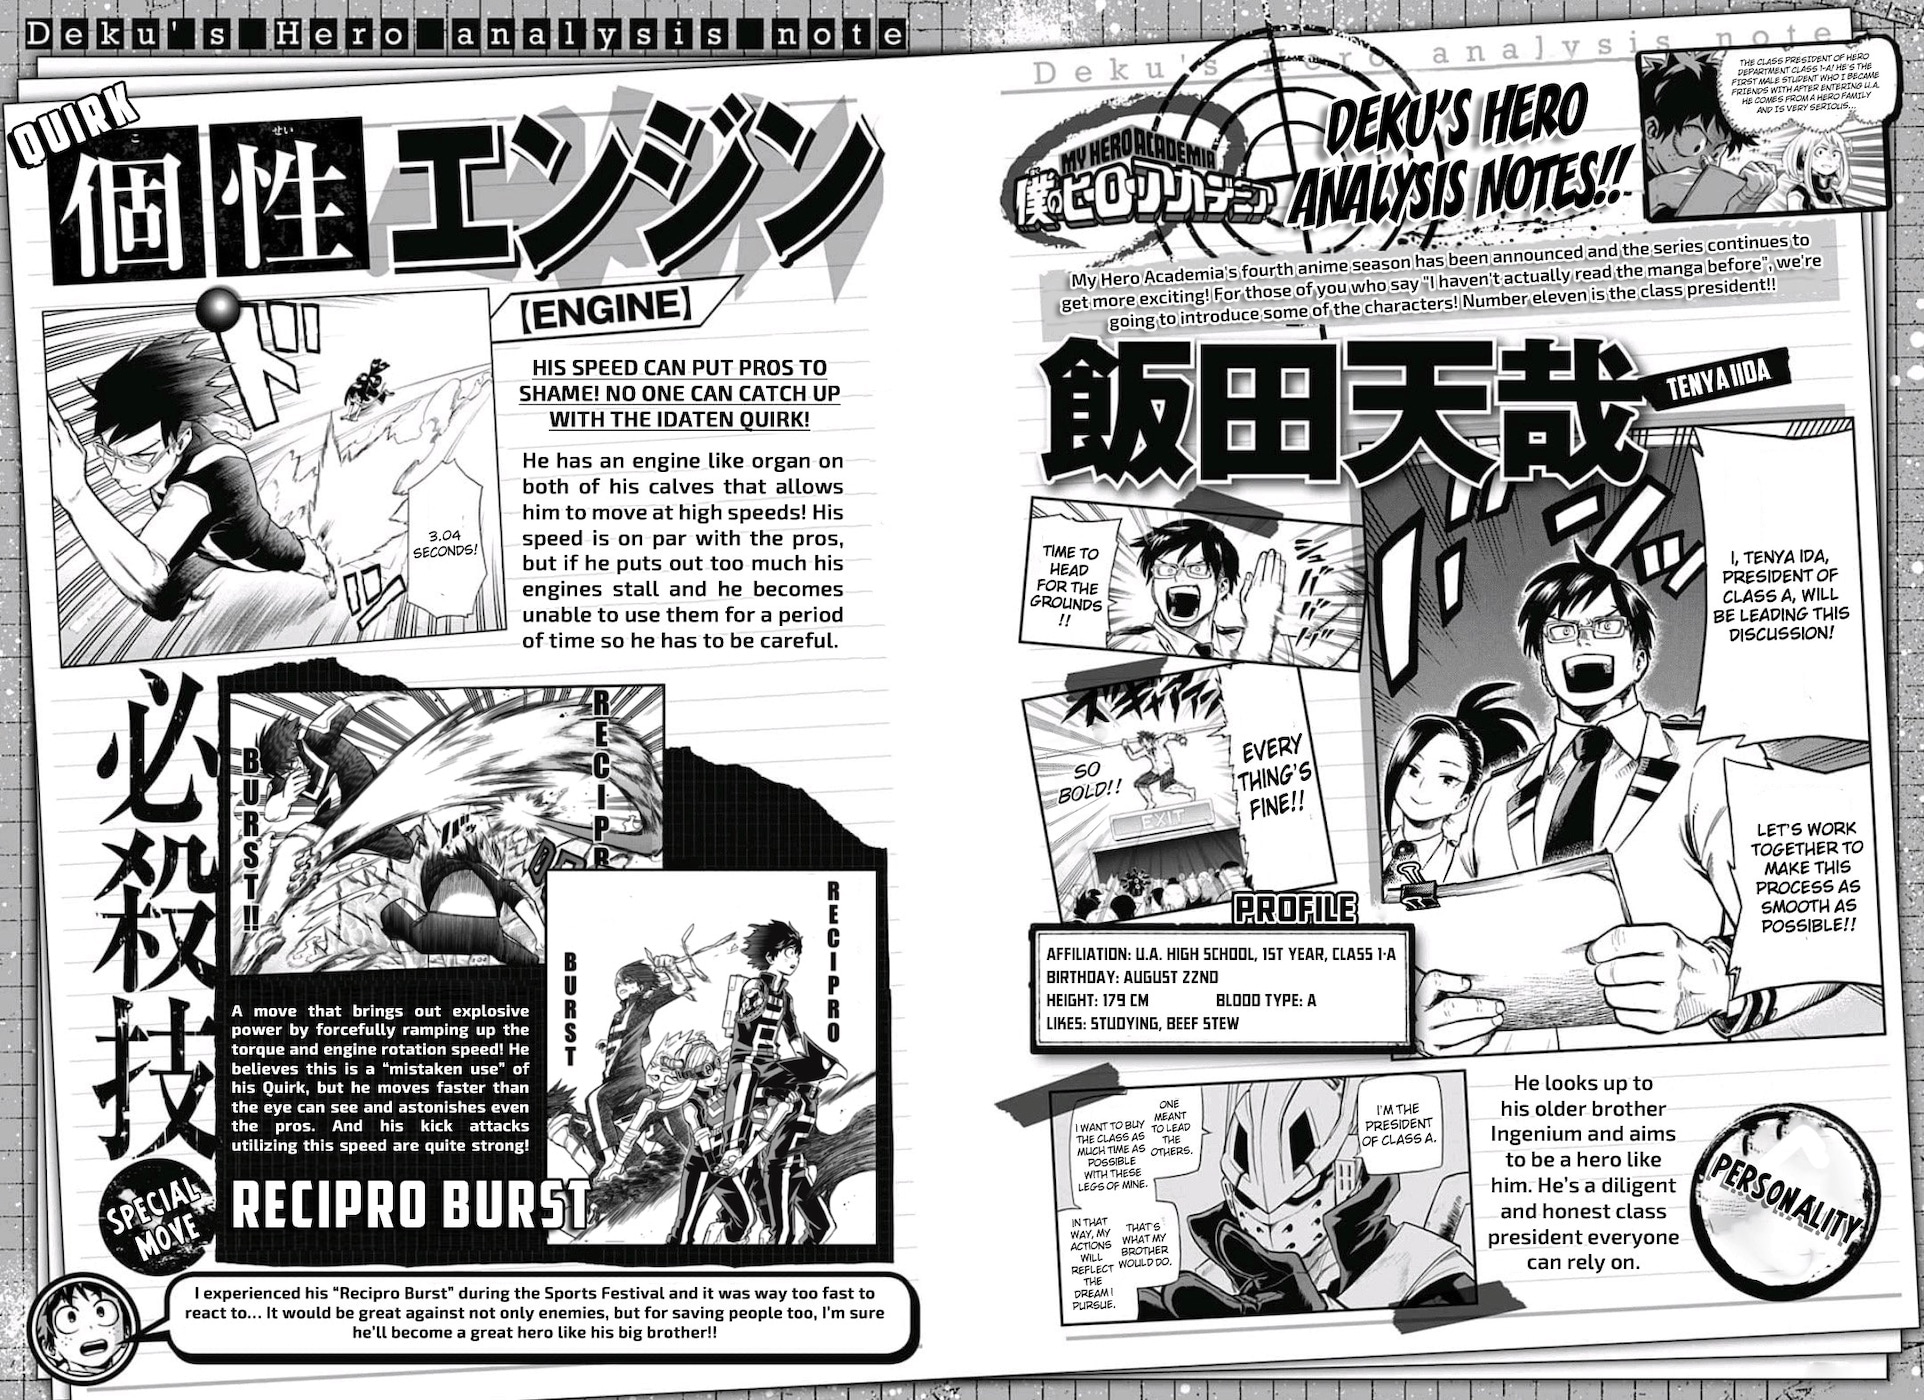 Deku's Hero analysis note
QUIRK
こ せい
個性 エンジン
【ENGINE】
HIS SPEED CAN PUT PROS TO
SHAME! NO ONE CAN CATCH UP
WITH THE IDATEN QUIRK!
He has an engine like organ on
both of his calves that allows
him to move at high speeds! His
speed is on par with the pros,
but if he puts out too much his
engines stall and he becomes
unable to use them for a period
of time so he has to be careful.
ドドッ
3.04
SECONDS!
必殺技
SPECIAL
MOVE
RECIPR
BURST!!
RECIPRO
BURST
A move that brings out explosive
power by forcefully ramping up the
torque and engine rotation speed! He
believes this is a “mistaken use” of
his Quirk, but he moves faster than
the eye can see and astonishes even
the pros. And his kick attacks
utilizing this speed are quite strong!
RECIPRO BURST
I experienced his “Recipro Burst” during the Sports Festival and it was way too fast to
react to... It would be great against not only enemies, but for saving people too, I’m sure
he’ll become a great hero like his big brother!!
Deku's Hero analysis note
MY HERO ACADEMIA
僕のヒーローアカデミア
DEKU'S HERO
ANALYSIS NOTES!!
THE CLASS PRESIDENT OF HERO
DEPARTMENT CLASS 1-A! HE'S THE
FIRST MALE STUDENT WHO I BECAME
FRIENDS WITH AFTER ENTERING U.A.
HE COMES FROM A HERO FAMILY
AND IS VERY SERIOUS...
My Hero Academia's fourth anime season has been announced and the series continues to
get more exciting! For those of you who say "I haven't actually read the manga before", we're
going to introduce some of the characters! Number eleven is the class president!!
飯田天哉
TENYA IIDA
TIME TO
HEAD
FOR THE
GROUNDS
!!
I, TENYA IDA,
PRESIDENT OF
CLASS A, WILL
BE LEADING THIS
DISCUSSION!
SO
BOLD!!
EVERY
THING'S
FINE!!
EXIT
LET'S WORK
TOGETHER TO
MAKE THIS
PROCESS AS
SMOOTH AS
POSSIBLE!!
PROFILE
AFFILIATION: U.A. HIGH SCHOOL, 1ST YEAR, CLASS 1-A
BIRTHDAY: AUGUST 22ND
HEIGHT: 179 CM BLOOD TYPE: A
LIKES: STUDYING, BEEF STEW
I'M THE
PRESIDENT
OF CLASS A.
ONE
MEANT
TO LEAD
THE
OTHERS.
I WANT TO BUY
THE CLASS AS
MUCH TIME AS
POSSIBLE
WITH THESE
LEGS OF MINE.
THAT'S
WHAT MY
BROTHER
WOULD DO.
IN THAT
WAY, MY
ACTIONS
WILL
REFLECT
THE
DREAM I
PURSUE.
He looks up to
his older brother
Ingenium and aims
to be a hero like
him. He’s a diligent
and honest class
president everyone
can rely on.
PERSONALITY